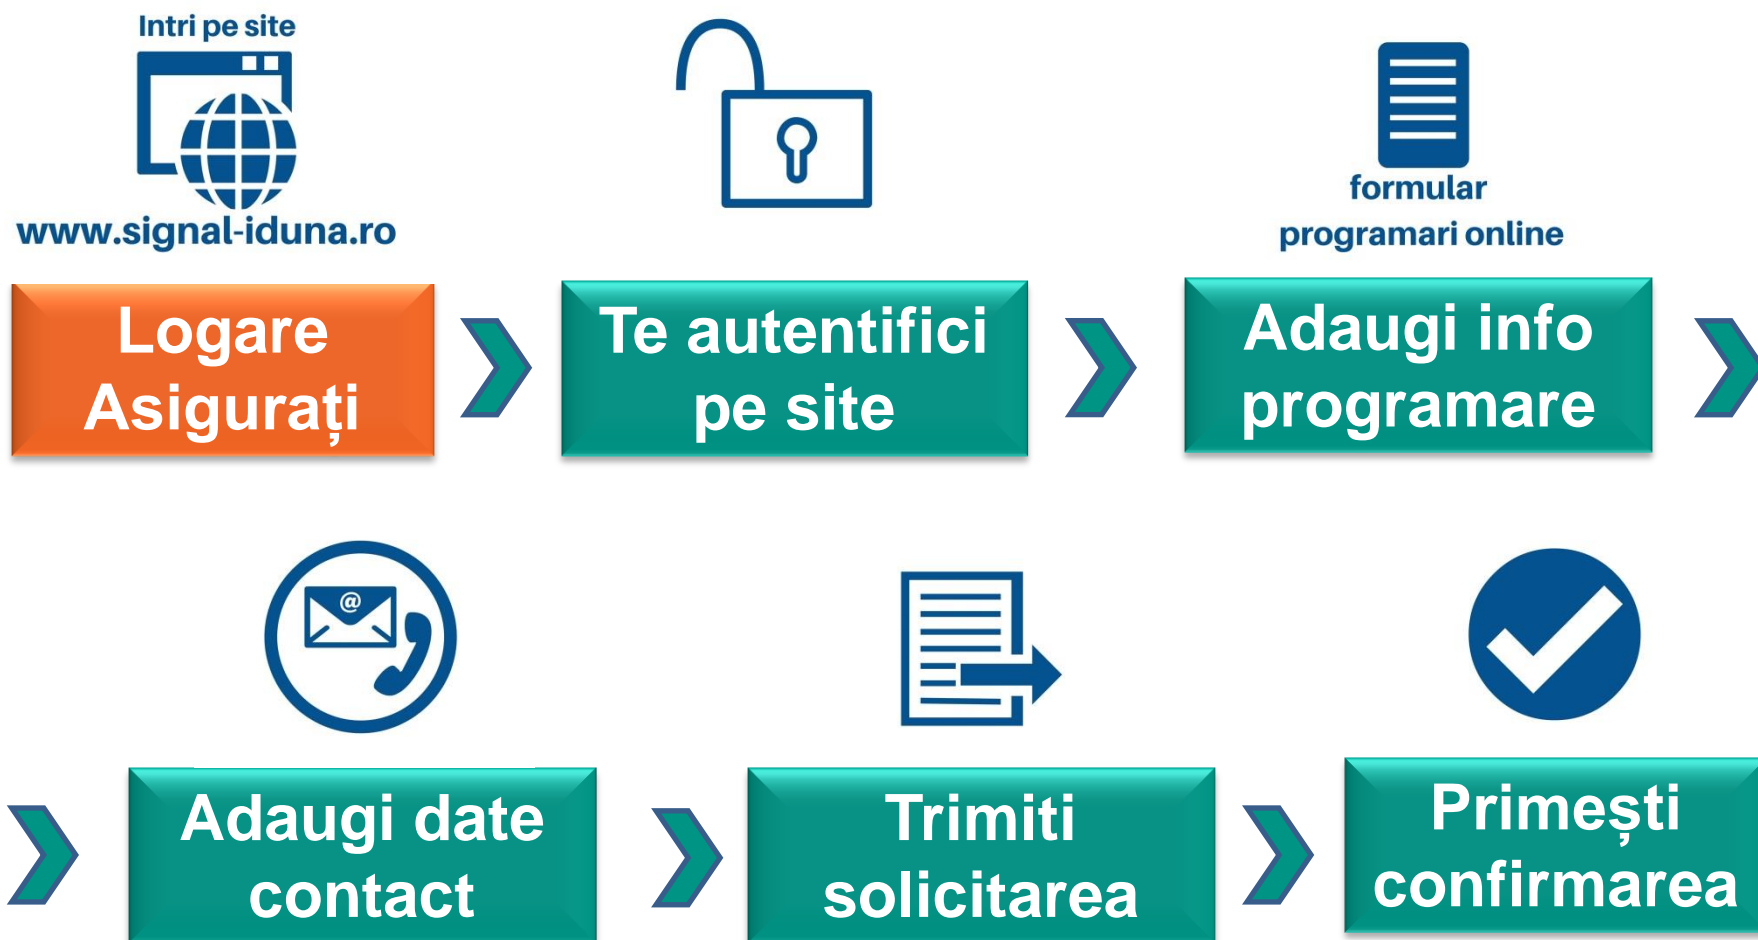 Intri pe site
www.signal-iduna.ro
Logare
Asigurați
Te autentifici
pe site
formular
programari online
Adaugi info
programare
@
Adaugi date
contact
Trimiti
solicitarea
Primești
confirmarea